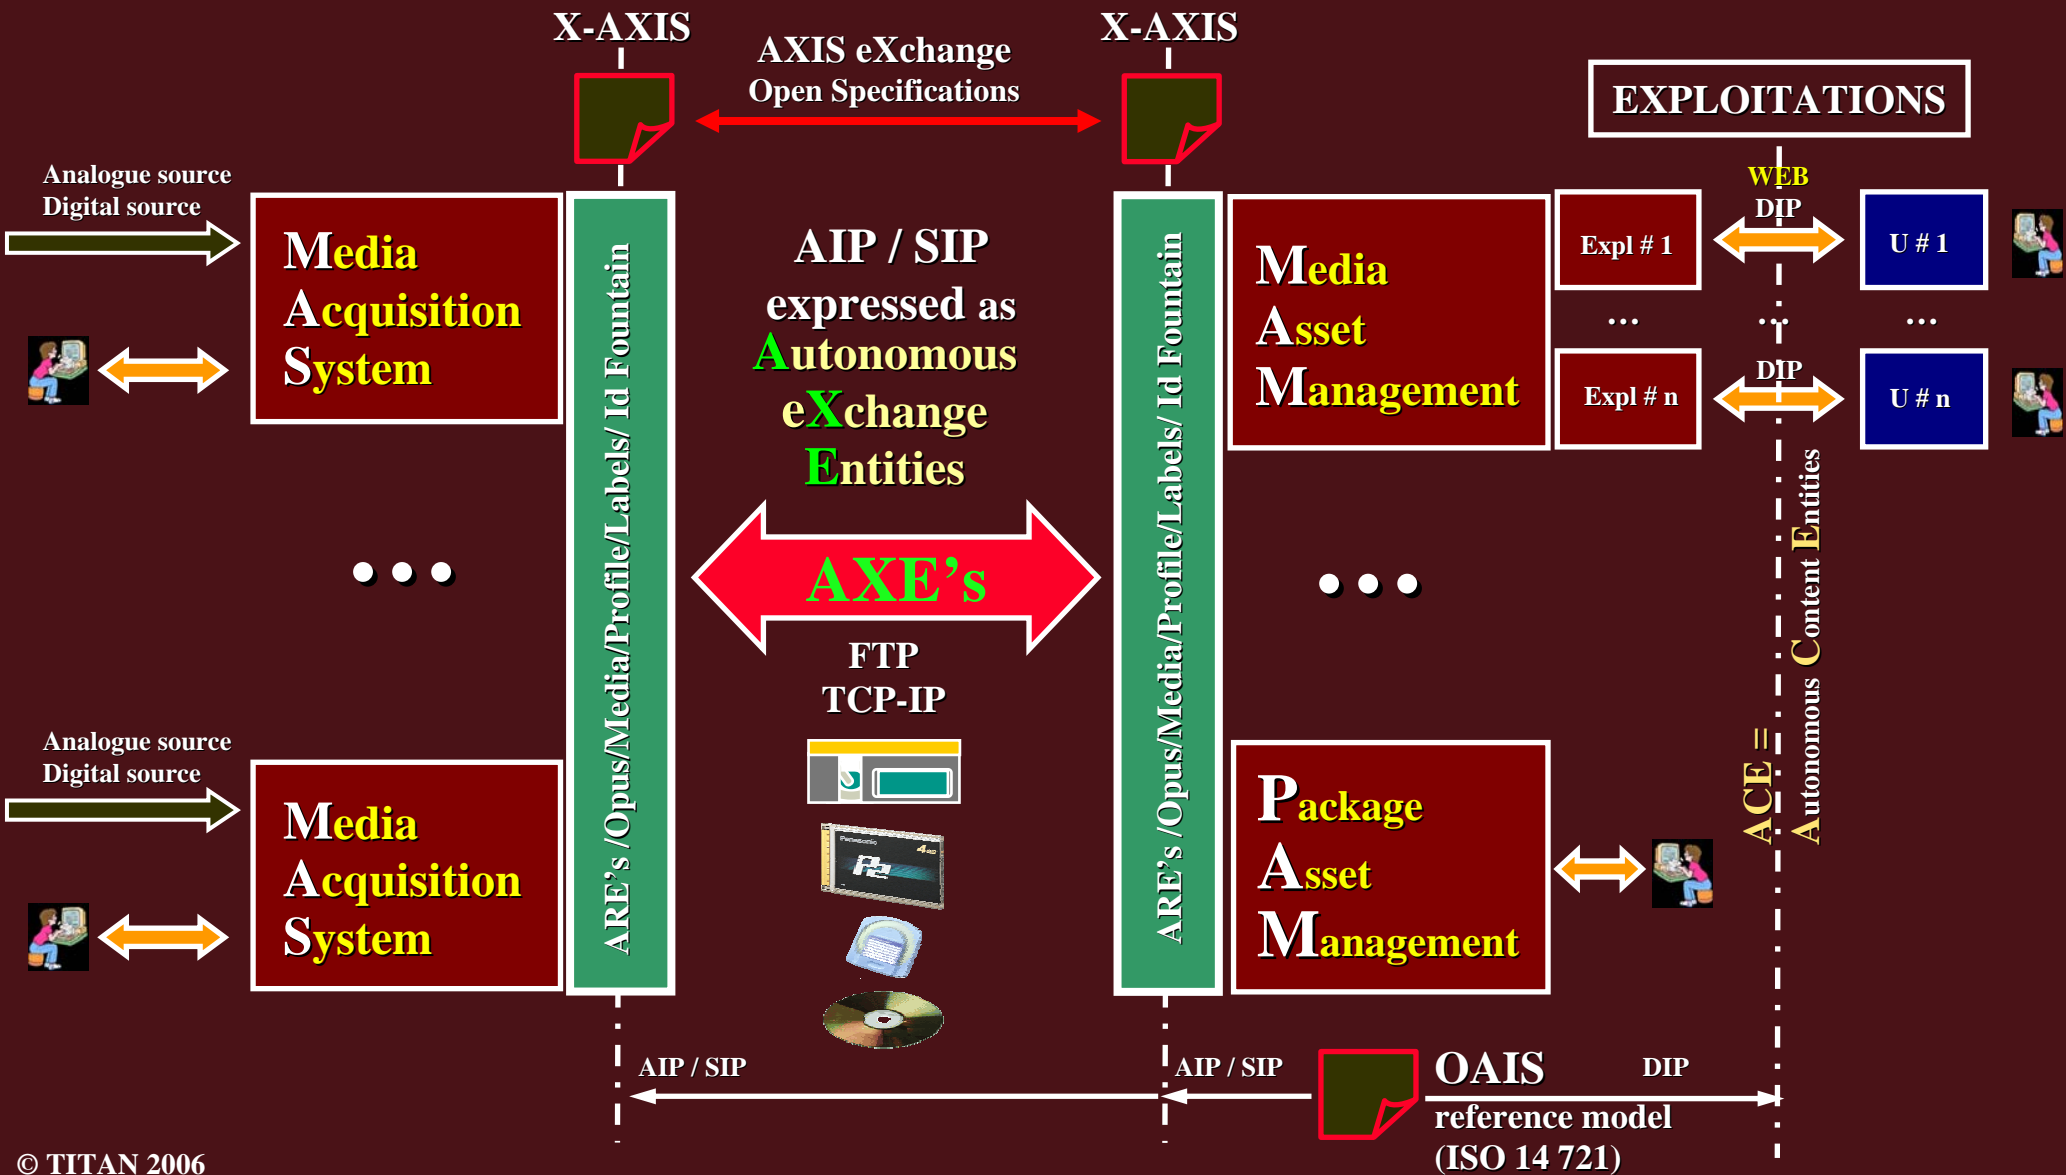 X-AXIS
X-AXIS
AXIS eXchange
Open Specifications
EXPLOITATIONS
Analogue source
Digital source
Media
Acquisition
System
ARE's /Opus/Media/Profile/Labels/ Id Fountain
AIP / SIP
expressed as
Autonomous
eXchange
Entities
AXE's
FTP
TCP-IP
Panasonic
P2
ARE's /Opus/Media/Profile/Labels/ Id Fountain
Media
Asset
Management
Expl # 1
...
Expl # n
WEB
DIP
...
DIP
U # 1
...
U # n
ACE =
Autonomous Content Entities
Analogue source
Digital source
Media
Acquisition
System
Package
Asset
Management
AIP / SIP
AIP / SIP
OAIS
DIP
reference model
(ISO 14 721)
© TITAN 2006